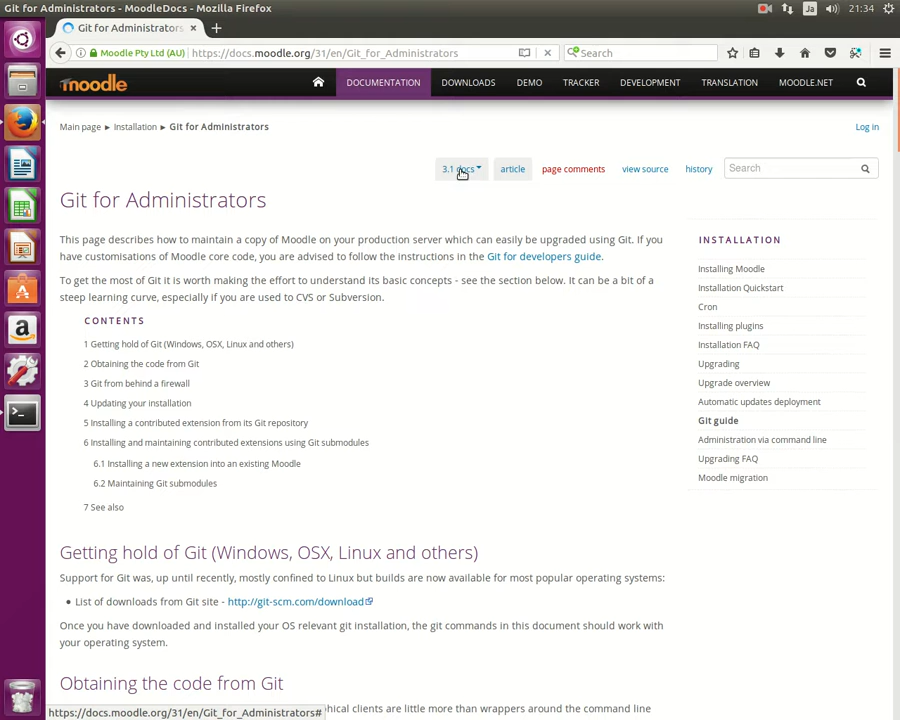 Git for Administrators - MoodleDocs - Mozilla Firefox
Ja
21:34
Git for Administrators ...
Moodle Pty Ltd (AU)
https://docs.moodle.org/31/en/Git_for_Administrators
Search
moodle
DOCUMENTATION
DOWNLOADS
DEMO
TRACKER
DEVELOPMENT
TRANSLATION
MOODLE.NET
Main page ► Installation ► Git for Administrators
Log in
3.1 docs
article
page comments
view source
history
Search
Git for Administrators
This page describes how to maintain a copy of Moodle on your production server which can easily be upgraded using Git. If you
have customisations of Moodle core code, you are advised to follow the instructions in the Git for developers guide.
To get the most of Git it is worth making the effort to understand its basic concepts - see the section below. It can be a bit of a
steep learning curve, especially if you are used to CVS or Subversion.
CONTENTS
1 Getting hold of Git (Windows, OSX, Linux and others)
2 Obtaining the code from Git
3 Git from behind a firewall
4 Updating your installation
5 Installing a contributed extension from its Git repository
6 Installing and maintaining contributed extensions using Git submodules
6.1 Installing a new extension into an existing Moodle
6.2 Maintaining Git submodules
7 See also
INSTALLATION
Installing Moodle
Installation Quickstart
Cron
Installing plugins
Installation FAQ
Upgrading
Upgrade overview
Automatic updates deployment
Git guide
Administration via command line
Upgrading FAQ
Moodle migration
Getting hold of Git (Windows, OSX, Linux and others)
Support for Git was, up until recently, mostly confined to Linux but builds are now available for most popular operating systems:
• List of downloads from Git site - http://git-scm.com/download
Once you have downloaded and installed your OS relevant git installation, the git commands in this document should work with
your operating system.
Obtaining the code from Git
hical clients are little more than wrappers around the command line
https://docs.moodle.org/31/en/Git_for_Administrators#